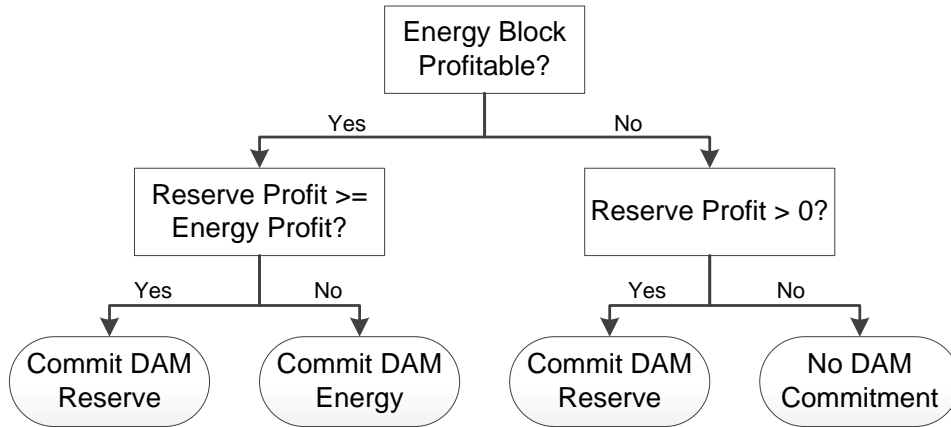 Energy Block
Profitable?
Yes
No
Reserve Profit >=
Energy Profit?
Reserve Profit > 0?
Yes
No
Yes
No
Commit DAM
Reserve
Commit DAM
Energy
Commit DAM
Reserve
No DAM
Commitment